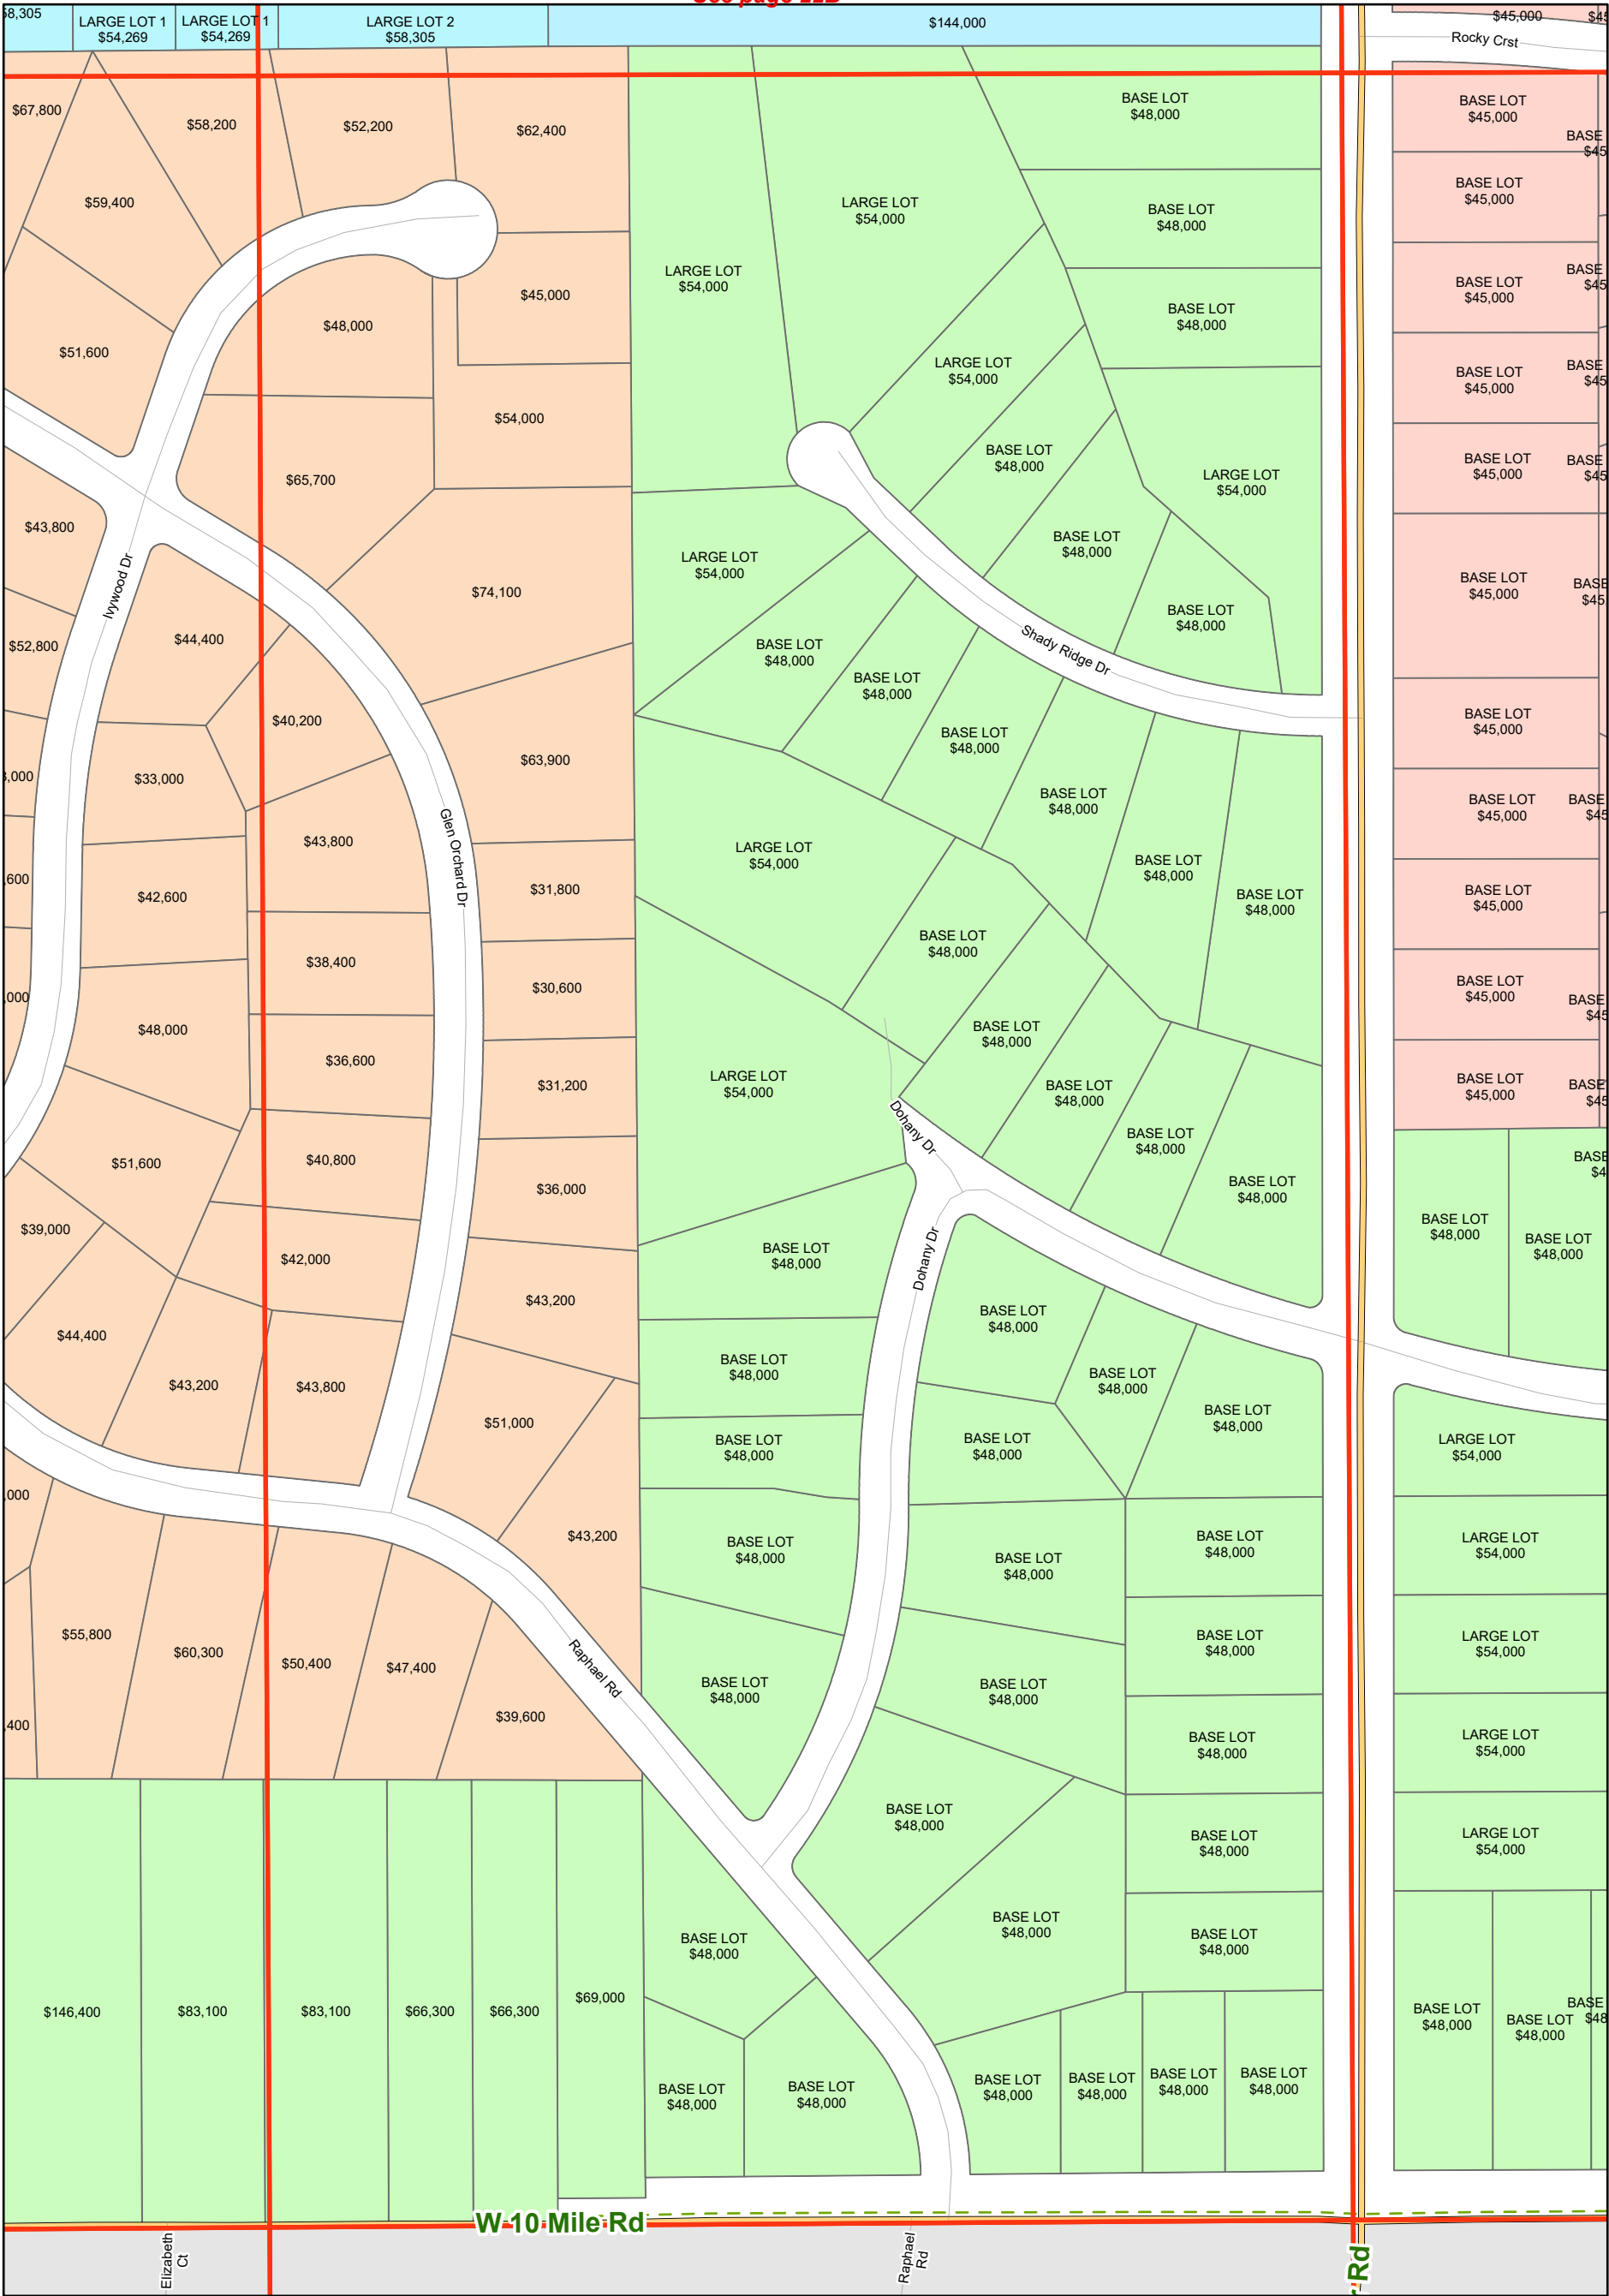 58,305
LARGE LOT 1
$54,269
LARGE LOT 1
$54,269
LARGE LOT 2
$58,305
$144,000
$45,000
Rocky Crst
$67,800
$58,200
$52,200
$62,400
$59,400
$51,600
$48,000
$45,000
$54,000
$65,700
$43,800
Ivywood Dr
$74,100
$44,400
$52,800
$40,200
$63,900
$33,000
Glen Orchard Dr
$43,800
$31,800
$42,600
$38,400
$30,600
$48,000
$36,600
$31,200
$51,600
$40,800
$36,000
$39,000
$42,000
$43,200
$44,400
$43,200
$43,800
$51,000
$43,200
$55,800
$60,300
$50,400
$47,400
$39,600
Raphael Rd
$146,400
$83,100
$83,100
$66,300
$66,300
$69,000
BASE LOT
$48,000
LARGE LOT
$54,000
BASE LOT
$48,000
LARGE LOT
$54,000
BASE LOT
$48,000
LARGE LOT
$54,000
BASE LOT
$48,000
LARGE LOT
$54,000
BASE LOT
$48,000
LARGE LOT
$54,000
BASE LOT
$48,000
Shady Ridge Dr
BASE LOT
$48,000
BASE LOT
$48,000
BASE LOT
$48,000
BASE LOT
$48,000
LARGE LOT
$54,000
BASE LOT
$48,000
BASE LOT
$48,000
BASE LOT
$48,000
BASE LOT
$48,000
LARGE LOT
$54,000
BASE LOT
$48,000
Dohany Dr
BASE LOT
$48,000
BASE LOT
$48,000
Dohany Dr
BASE LOT
$48,000
BASE LOT
$48,000
BASE LOT
$48,000
BASE LOT
$48,000
BASE LOT
$48,000
BASE LOT
$48,000
BASE LOT
$48,000
BASE LOT
$48,000
BASE LOT
$48,000
BASE LOT
$48,000
BASE LOT
$48,000
BASE LOT
$48,000
BASE LOT
$48,000
BASE LOT
$48,000
BASE LOT
$48,000
BASE LOT
$48,000
BASE LOT
$48,000
BASE LOT
$48,000
BASE LOT
$48,000
BASE LOT
$48,000
BASE LOT
$48,000
BASE LOT
$48,000
BASE LOT
$48,000
BASE LOT
$48,000
BASE LOT
$48,000
BASE LOT
$45,000
BASE LOT
$45,000
BASE LOT
$45,000
BASE LOT
$45,000
BASE LOT
$45,000
BASE LOT
$45,000
BASE LOT
$45,000
BASE LOT
$45,000
BASE LOT
$45,000
BASE LOT
$45,000
BASE LOT
$45,000
BASE LOT
$48,000
BASE LOT
$48,000
LARGE LOT
$54,000
LARGE LOT
$54,000
LARGE LOT
$54,000
LARGE LOT
$54,000
LARGE LOT
$54,000
BASE LOT
$48,000
BASE LOT
$48,000
BASE
W 10 Mile Rd
Elizabeth
Ct
Raphael
Rd
Rd